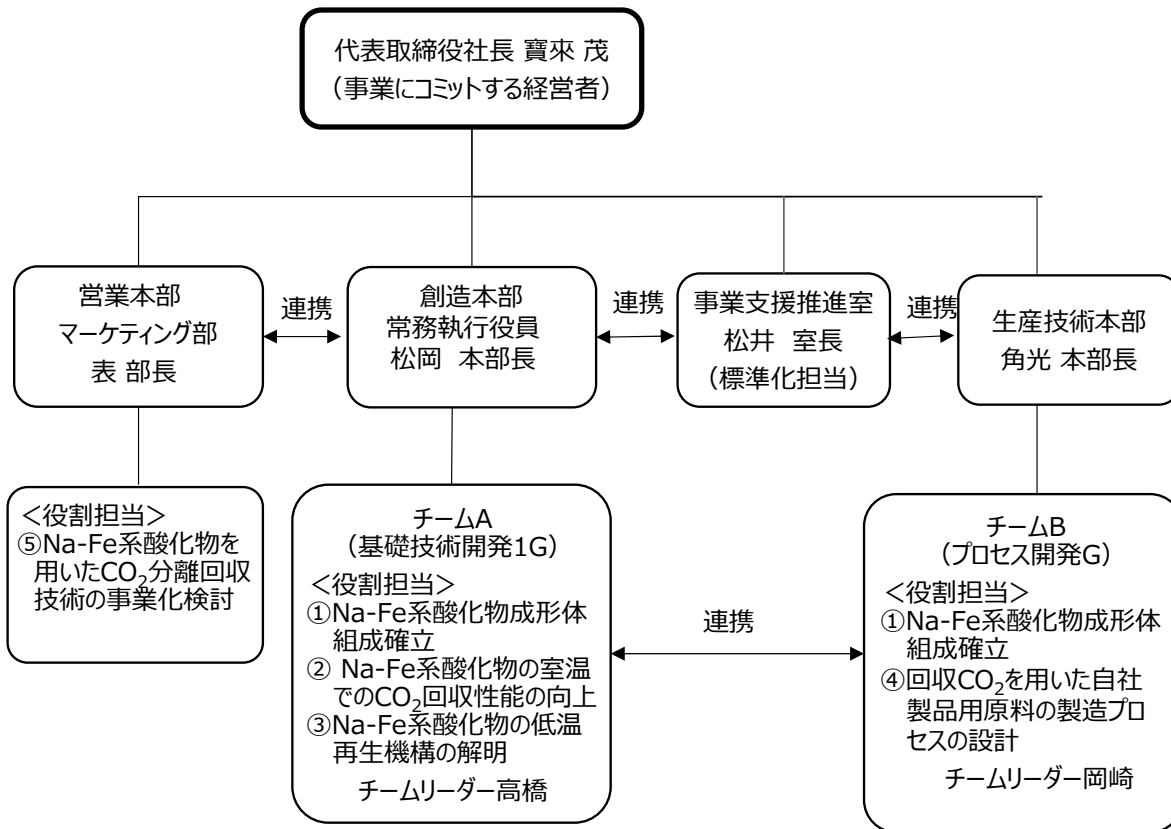 代表取締役社長 寶來 茂
（事業にコミットする経営者）
営業本部
マーケティング部
表 部長
連携
創造本部
常務執行役員
松岡 本部長
連携
事業支援推進室
松井 室長
（標準化担当）
連携
生産技術本部
角光 本部長
＜役割担当＞
⑤Na-Fe系酸化物を
用いたCO₂分離回収
技術の事業化検討
チームA
（基礎技術開発1G）
＜役割担当＞
①Na-Fe系酸化物成形体
組成確立
② Na-Fe系酸化物の室温
でのCO₂回収性能の向上
③Na-Fe系酸化物の低温
再生機構の解明
チームリーダー高橋
連携
チームB
（プロセス開発G）
＜役割担当＞
①Na-Fe系酸化物成形体
組成確立
④回収CO₂を用いた自社
製品用原料の製造プロ
セスの設計
チームリーダー岡崎